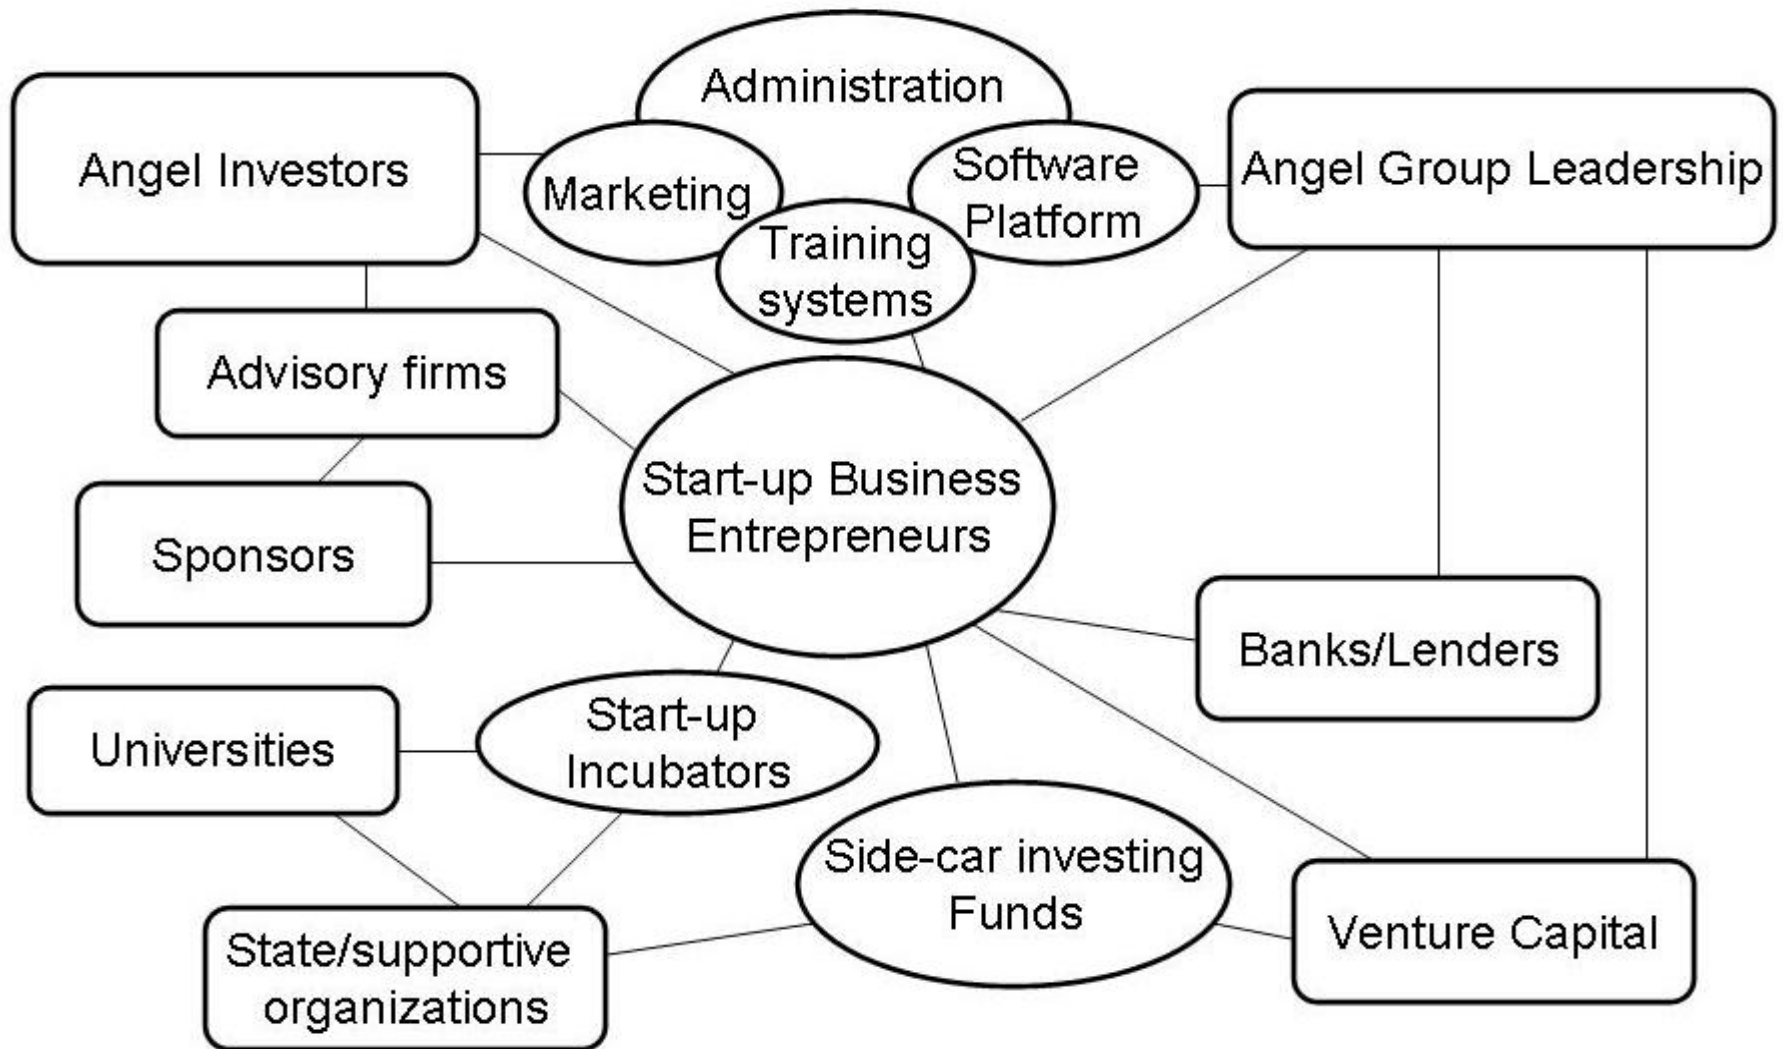 Administration
Angel Investors
Marketing
Software
Platform
Angel Group Leadership
Training
systems
Advisory firms
Start-up Business
Entrepreneurs
Sponsors
Banks/Lenders
Universities
Start-up
Incubators
Side-car investing
Funds
Venture Capital
State/supportive
organizations